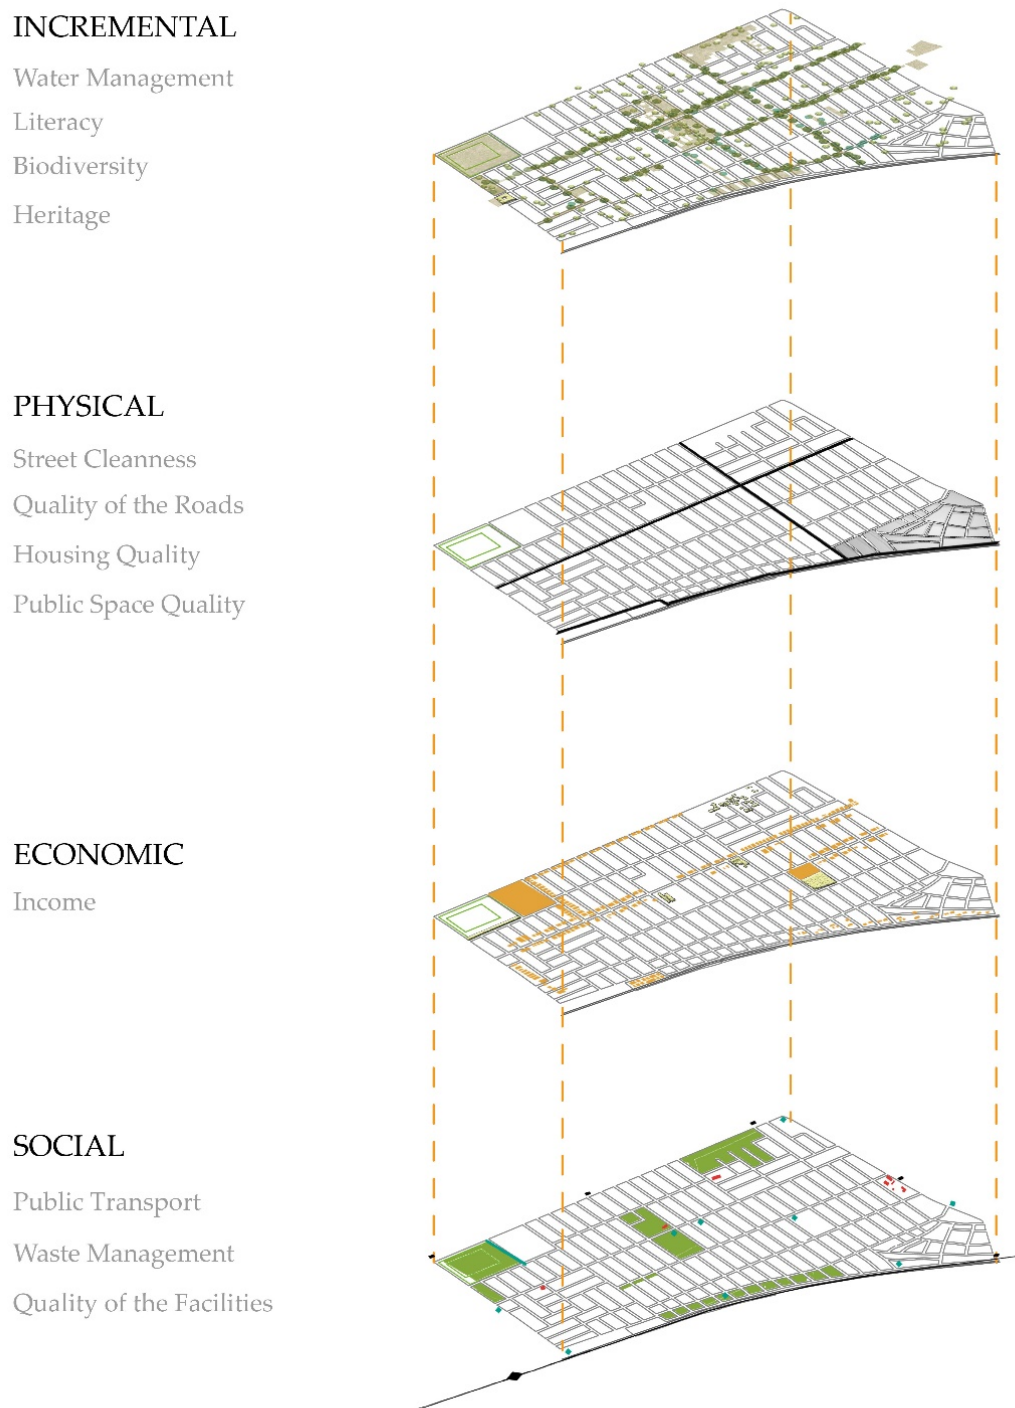 INCREMENTAL
Water Management
Literacy
Biodiversity
Heritage
PHYSICAL
Street Cleanness
Quality of the Roads
Housing Quality
Public Space Quality
ECONOMIC
Income
SOCIAL
Public Transport
Waste Management
Quality of the Facilities